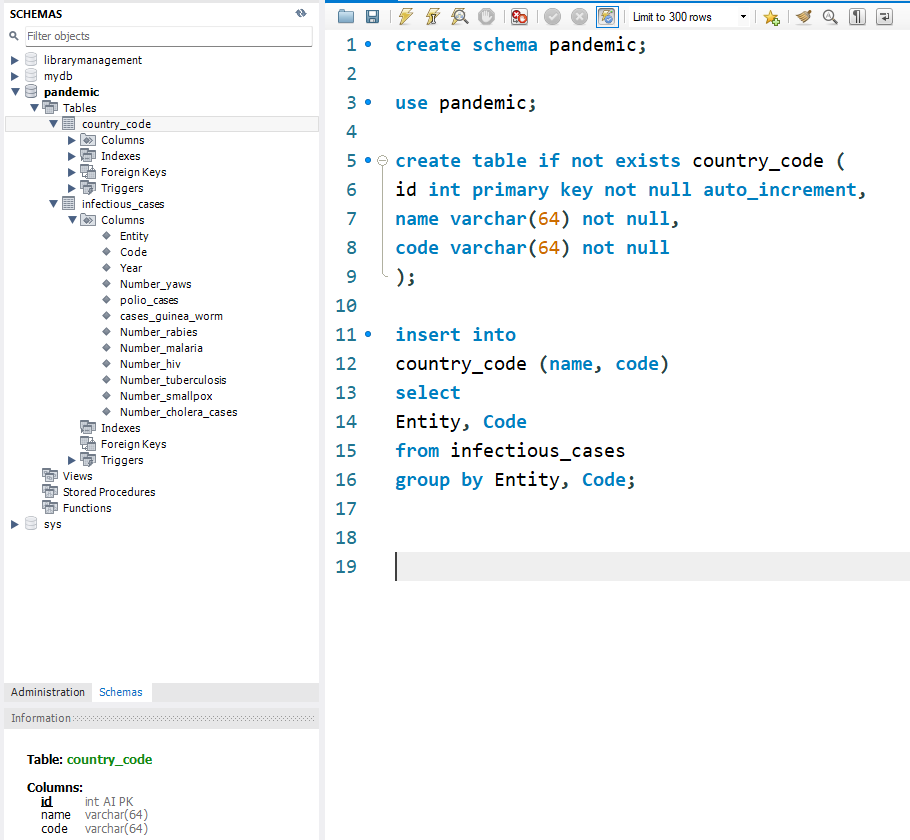 SCHEMAS
Filter objects
librarymanagement
mydb
pandemic
Tables
country_code
Columns
Indexes
Foreign Keys
Triggers
infectious_cases
Columns
Entity
Code
Year
Number_yaws
polio_cases
cases_guinea_worm
Number_rabies
Number_malaria
Number_hiv
Number_tuberculosis
Number_smallpox
Number_cholera_cases
Indexes
Foreign Keys
Triggers
Views
Stored Procedures
Functions
sys
Administration Schemas
Information
Table: country_code
Columns:
id int AI PK
name varchar(64)
code varchar(64)
Limit to 300 rows
1 create schema pandemic;
2
3 use pandemic;
4
5 create table if not exists country_code (
6 id int primary key not null auto_increment,
7 name varchar(64) not null,
8 code varchar(64) not null
9 );
10
11 insert into
12 country_code (name, code)
13 select
14 Entity, Code
15 from infectious_cases
16 group by Entity, Code;
17
18
19